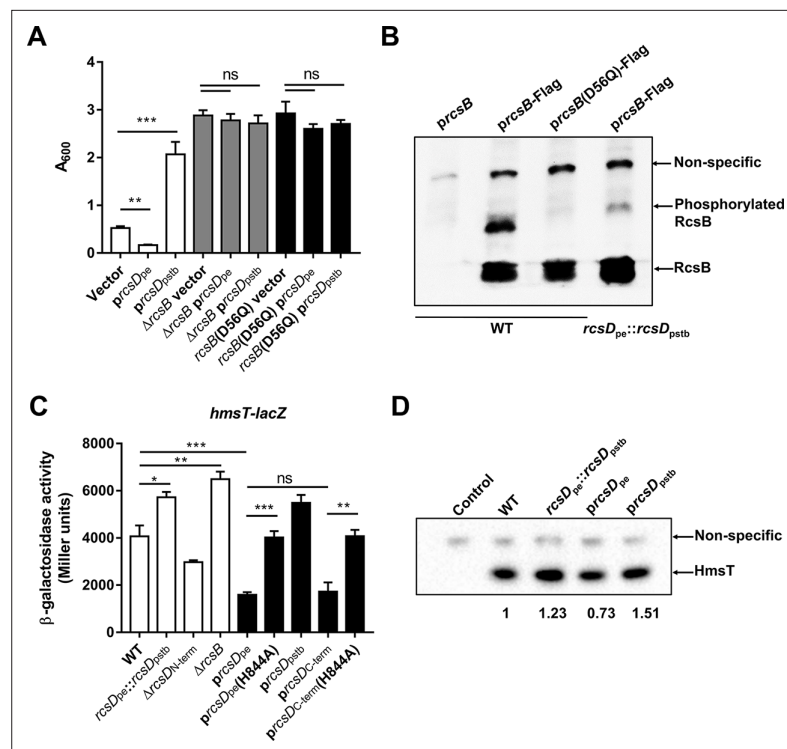 A
A600
3
2
1
0
**
***
ns
ns
Vector
prcsDpe
prcsDpstb
ΔrcsB vector
ΔrcsB prcsDpe
ΔrcsB prcsDpstb
rcsB(D56Q) vector
rcsB(D56Q) prcsDpe
rcsB(D56Q) prcsDpstb
B
prcsB
prcsB-Flag
prcsB(D56Q)-Flag
prcsB-Flag
Non-specific
Phosphorylated
RcsB
RcsB
WT
rcsDpe::rcsDpstb
C
hmsT-lacZ
β-galactosidase activity
(Miller units)
8000
6000
4000
2000
0
***
**
*
ns
***
**
WT
rcsDpe::rcsDpstb
ΔrcsDN-term
ΔrcsB
prcsDpe
prcsDpe(H844A)
prcsDpstb
prcsDC-term
prcsDC-term(H844A)
D
Control
WT
rcsDpe::rcsDpstb
prcsDpe
prcsDpstb
Non-specific
HmsT
1 1.23 0.73 1.51